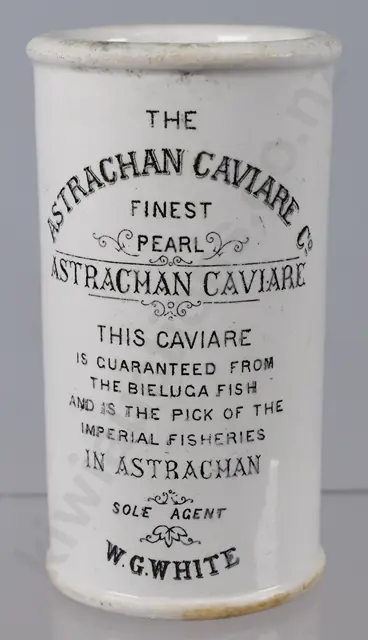 THE
ASTRACHAN CAVIARE Co.
FINEST
PEARL
ASTRACHAN CAVIARE
THIS CAVIARE
IS GUARANTEED FROM
THE BIELUGA FISH
AND IS THE PICK OF THE
IMPERIAL FISHERIES
IN ASTRACHAN
SOLE AGENT
W.G.WHITE